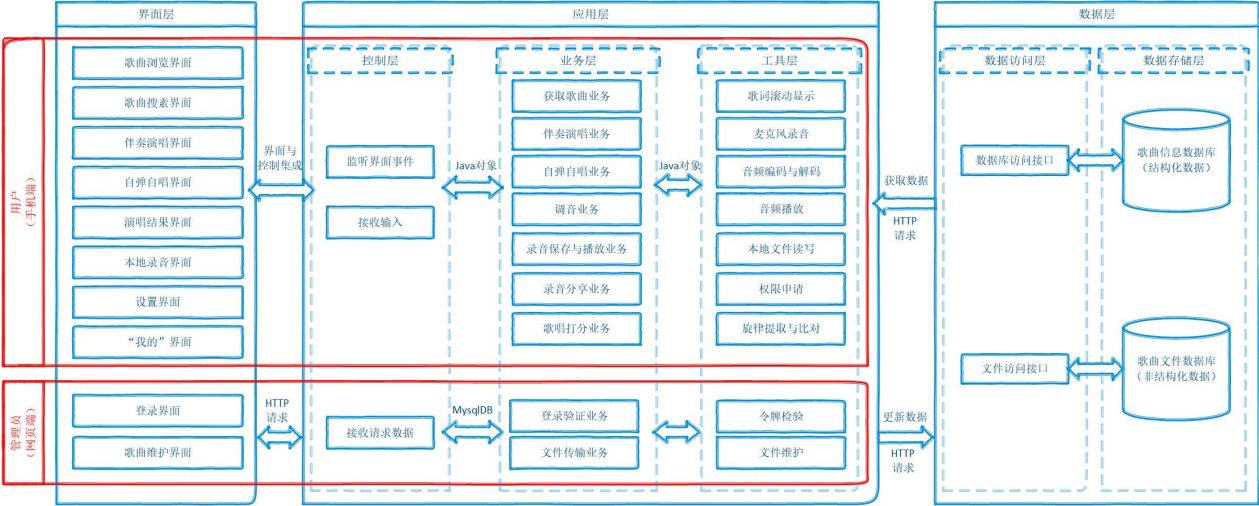 界面层
应用层
数据层
用户
（手机端）
歌曲浏览界面
歌曲搜素界面
伴奏演唱界面
自弹自唱界面
演唱结果界面
本地录音界面
设置界面
“我的”界面
界面与
控制集成
控制层
监听界面事件
接收输入
Java对象
业务层
获取歌曲业务
伴奏演唱业务
自弹自唱业务
调音业务
录音保存与播放业务
录音分享业务
歌唱打分业务
Java对象
工具层
歌词滚动显示
麦克风录音
音频编码与解码
音频播放
本地文件读写
权限申请
旋律提取与比对
获取数据
HTTP
请求
数据访问层
数据存储层
数据库访问接口
歌曲信息数据库
（结构化数据）
文件访问接口
歌曲文件数据库
（非结构化数据）
管理员
（网页端）
登录界面
歌曲维护界面
HTTP
请求
接收请求数据
MysqlDB
登录验证业务
文件传输业务
令牌检验
文件维护
更新数据
HTTP
请求